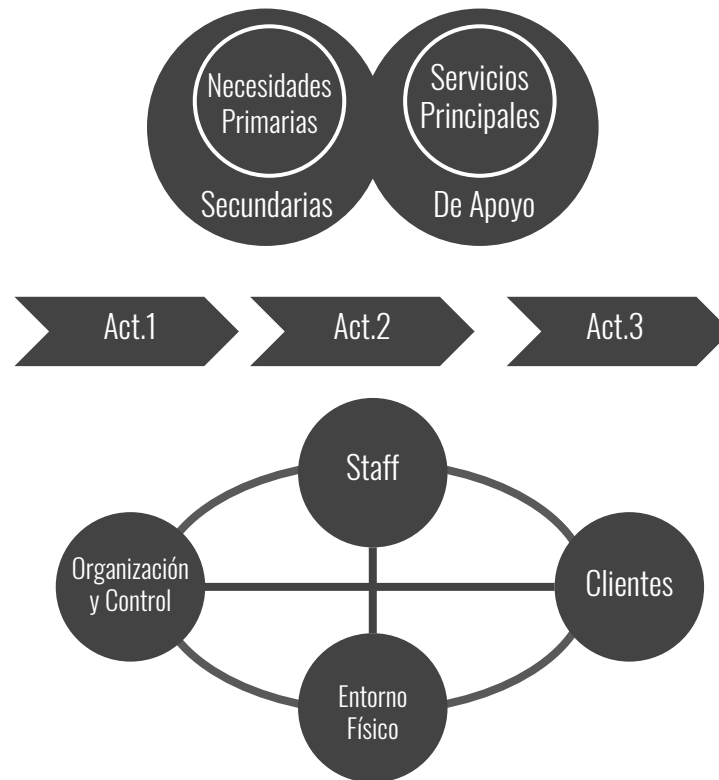 Necesidades
Primarias
Secundarias
Servicios
Principales
De Apoyo
Act.1
Act.2
Act.3
Staff
Organización
y Control
Clientes
Entorno
Físico